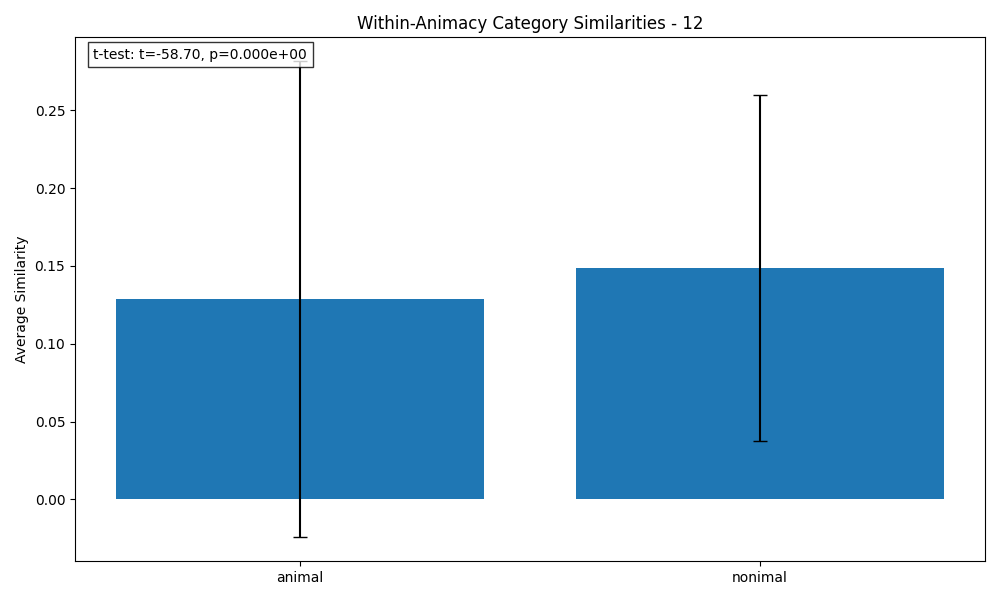 Within-Animacy Category Similarities - 12
t-test: t=-58.70, p=0.000e+00
Average Similarity
0.25
0.20
0.15
0.10
0.05
0.00
animal
nonimal